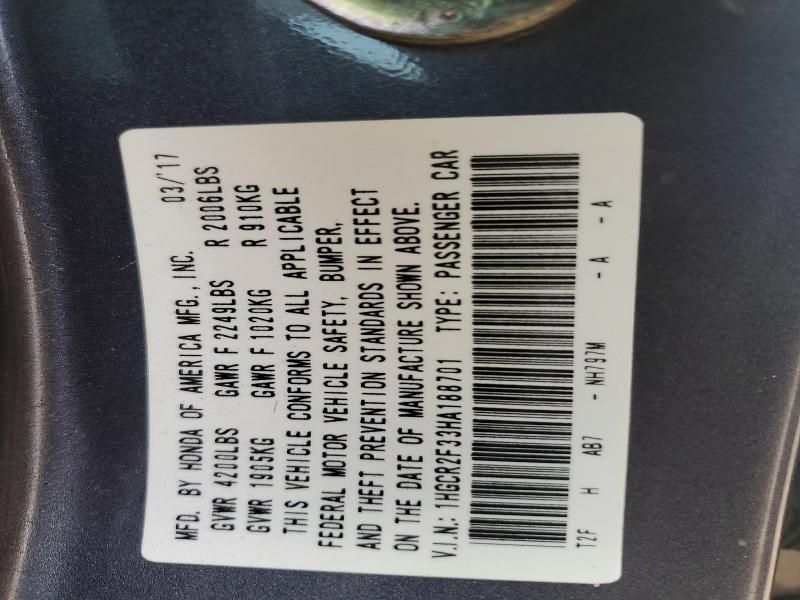 MFD. BY HONDA OF AMERICA MFG., INC. 03/'17
GVWR 4200LBS GAWR F 2249LBS R 2006LBS
GVWR 1905KG GAWR F 1020KG R 910KG
THIS VEHICLE CONFORMS TO ALL APPLICABLE
FEDERAL MOTOR VEHICLE SAFETY, BUMPER,
AND THEFT PREVENTION STANDARDS IN EFFECT
ON THE DATE OF MANUFACTURE SHOWN ABOVE.
V.I.N.: 1HGCR2F33HA188701 TYPE: PASSENGER CAR
T2F H AB7 - NH797M - A - A